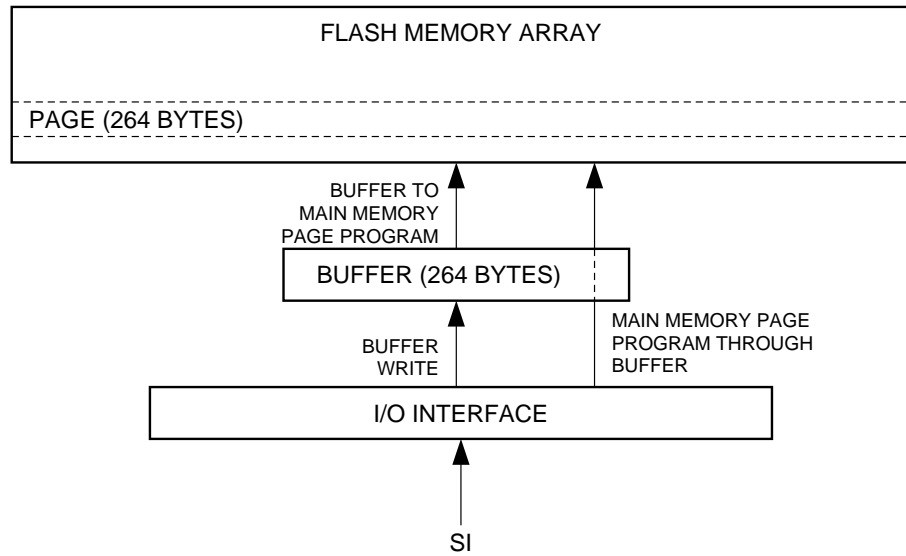 FLASH MEMORY ARRAY
PAGE (264 BYTES)
BUFFER TO
MAIN MEMORY
PAGE PROGRAM
BUFFER (264 BYTES)
BUFFER
WRITE
MAIN MEMORY PAGE
PROGRAM THROUGH
BUFFER
I/O INTERFACE
SI